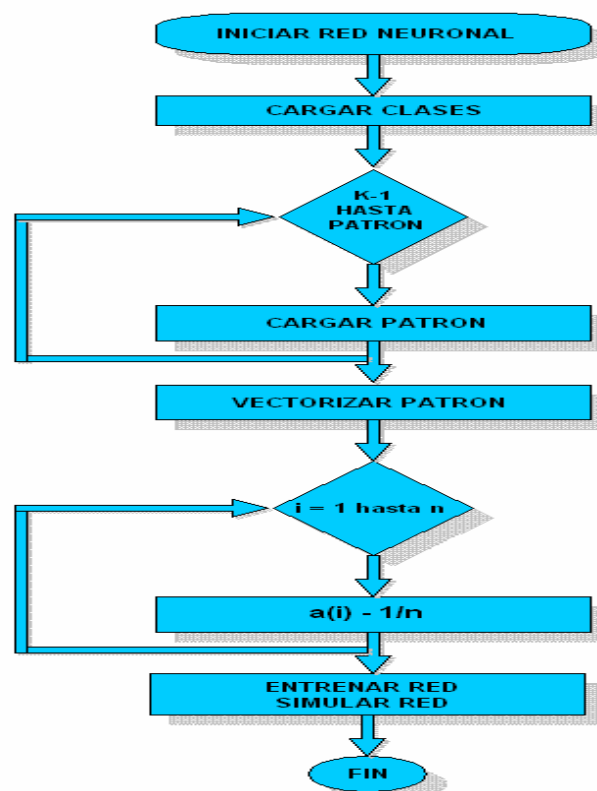 INICIAR RED NEURONAL
CARGAR CLASES
K-1
HASTA
PATRON
CARGAR PATRON
VECTORIZAR PATRON
i = 1 hasta n
a(i) - 1/n
ENTRENAR RED
SIMULAR RED
FIN